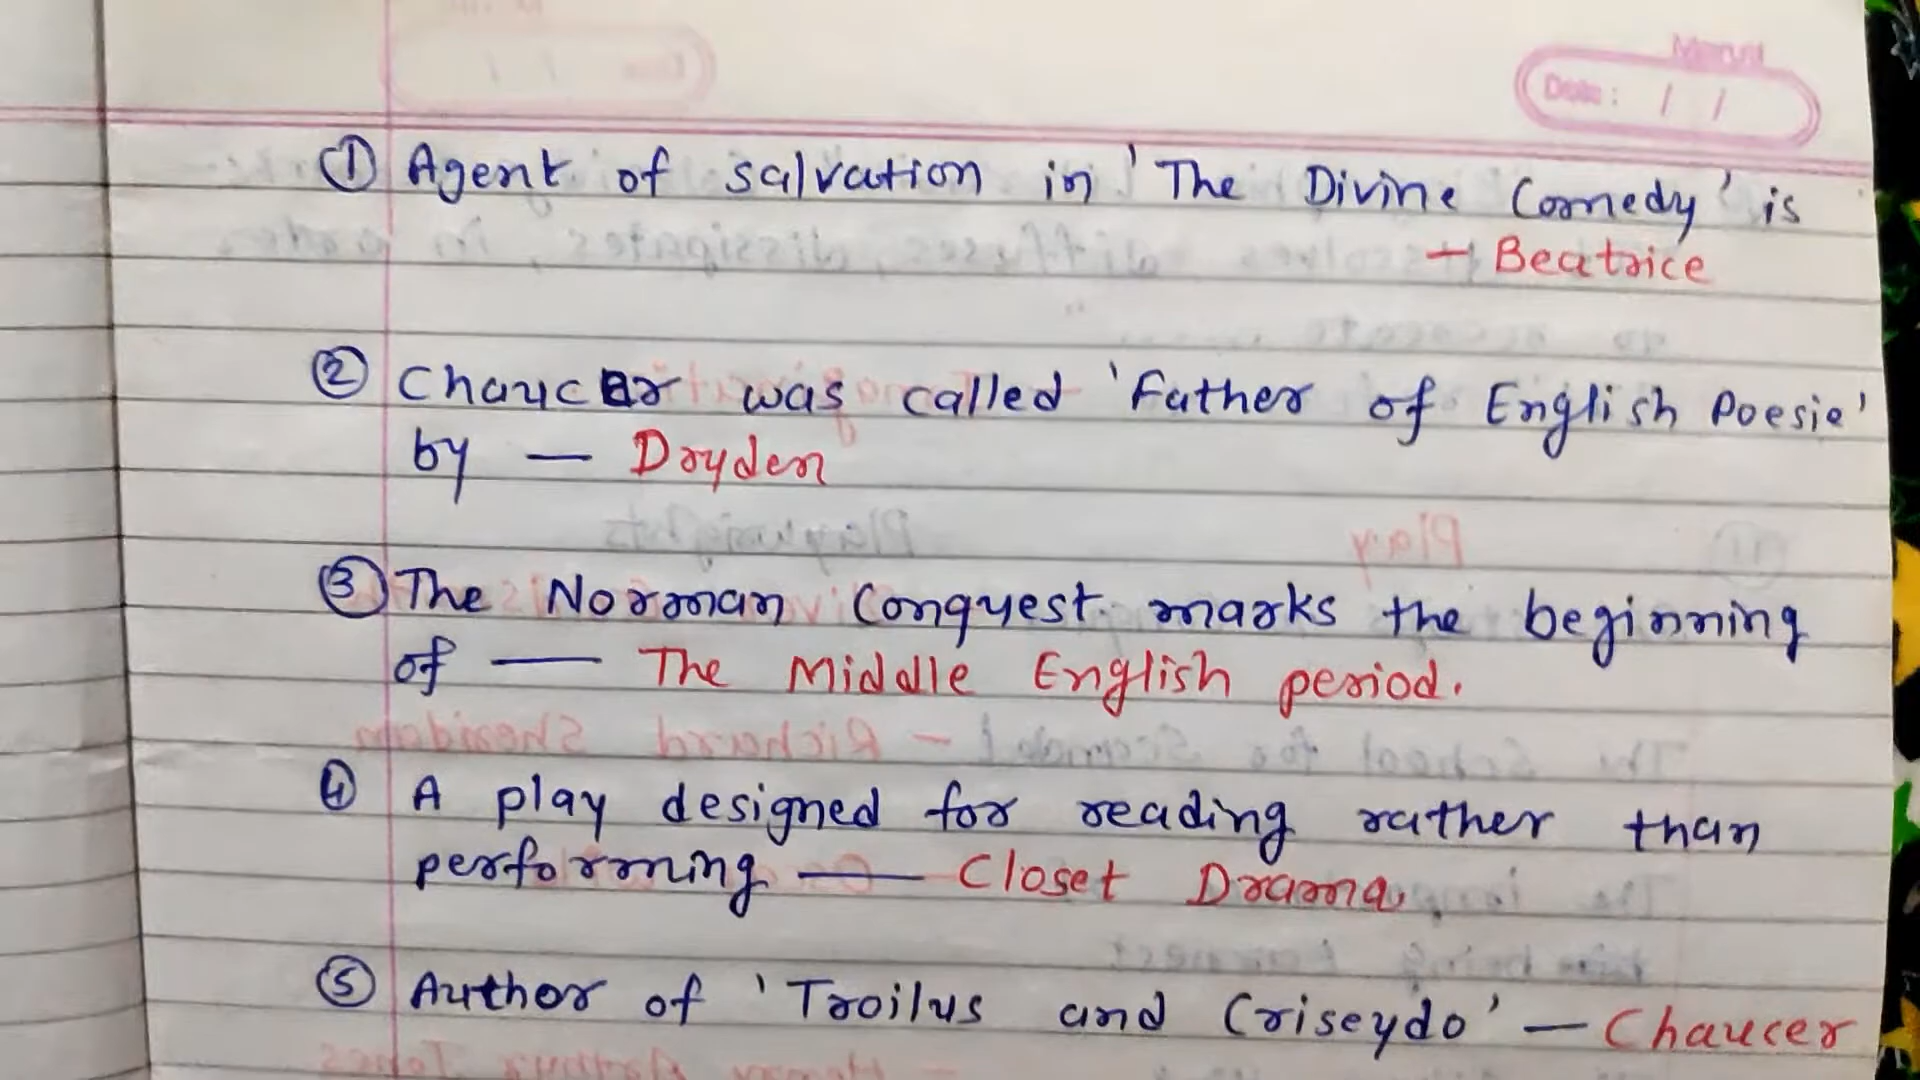 Maruti
Date : / /
① Agent of salvation in 'The Divine Comedy' is
— Beatrice
② Chaucer was called 'Father of English Poesie'
by — Dryden
③ The Norman Conquest marks the beginning
of — The Middle English period.
④ A play designed for reading rather than
performing — Closet Drama.
⑤ Author of 'Troilus and Criseydo' — Chaucer